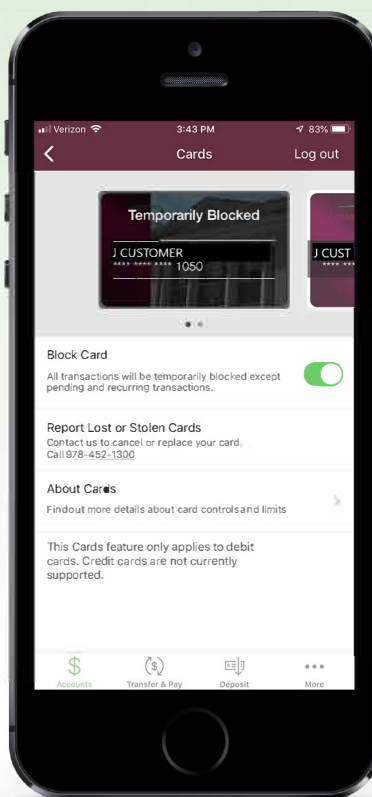 Verizon 3:43 PM 83%
Cards Log out
Temporarily Blocked
J CUSTOMER J CUST
**** **** **** 1050 **** ***
Block Card
All transactions will be temporarily blocked except
pending and recurring transactions.
Report Lost or Stolen Cards
Contact us to cancel or replace your card.
Call 978-452-1300
About Cards
Findout more details about card controls and limits
This Cards feature only applies to debit
cards. Credit cards are not currently
supported.
Accounts Transfer & Pay Deposit More